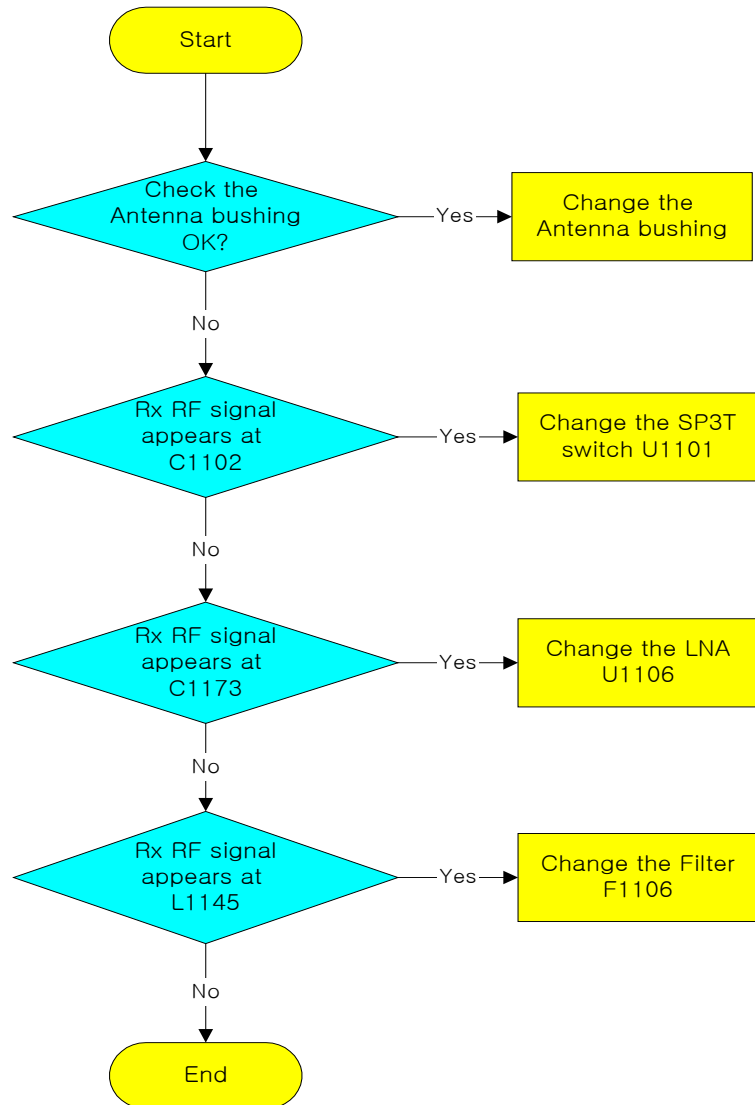 Start
Check the
Antenna bushing
OK?
Yes
Change the
Antenna bushing
No
Rx RF signal
appears at
C1102
Yes
Change the SP3T
switch U1101
No
Rx RF signal
appears at
C1173
Yes
Change the LNA
U1106
No
Rx RF signal
appears at
L1145
Yes
Change the Filter
F1106
No
End